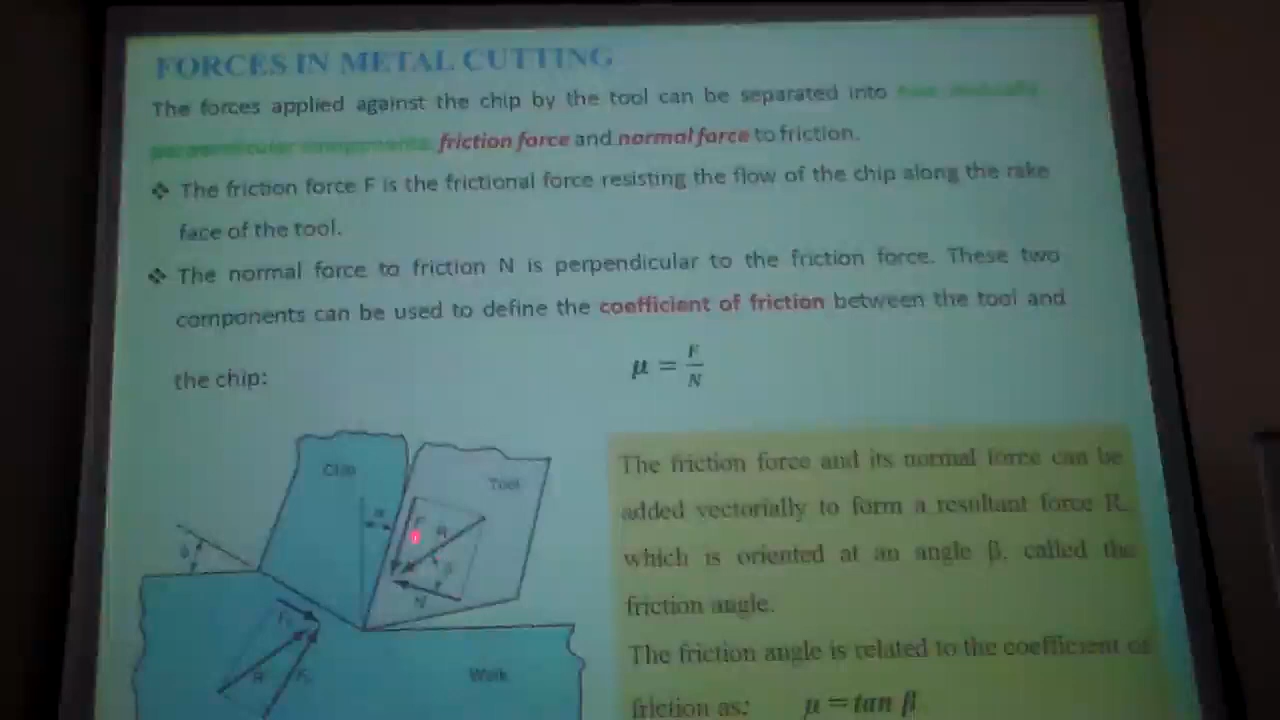 FORCES IN METAL CUTTING
The forces applied against the chip by the tool can be separated into two mutually
perpendicular components: friction force and normal force to friction.
❖ The friction force F is the frictional force resisting the flow of the chip along the rake
face of the tool.
❖ The normal force to friction N is perpendicular to the friction force. These two
components can be used to define the coefficient of friction between the tool and
the chip:
μ = F/N
Chip
Tool
α
F
R
β
N
ϕ
R
Work
The friction force and its normal force can be
added vectorially to form a resultant force R,
which is oriented at an angle β, called the
friction angle.
The friction angle is related to the coefficient of
friction as: μ = tan β